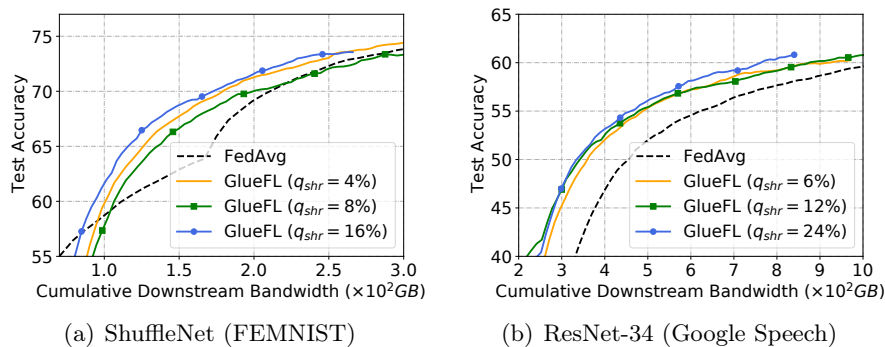 75
70
65
60
55
Test Accuracy
1.0 1.5 2.0 2.5 3.0
Cumulative Downstream Bandwidth (×10²GB)
FedAvg
GlueFL (q_shr = 4%)
GlueFL (q_shr = 8%)
GlueFL (q_shr = 16%)
(a) ShuffleNet (FEMNIST)
65
60
55
50
45
40
Test Accuracy
2 3 4 5 6 7 8 9 10
Cumulative Downstream Bandwidth (×10²GB)
FedAvg
GlueFL (q_shr = 6%)
GlueFL (q_shr = 12%)
GlueFL (q_shr = 24%)
(b) ResNet-34 (Google Speech)